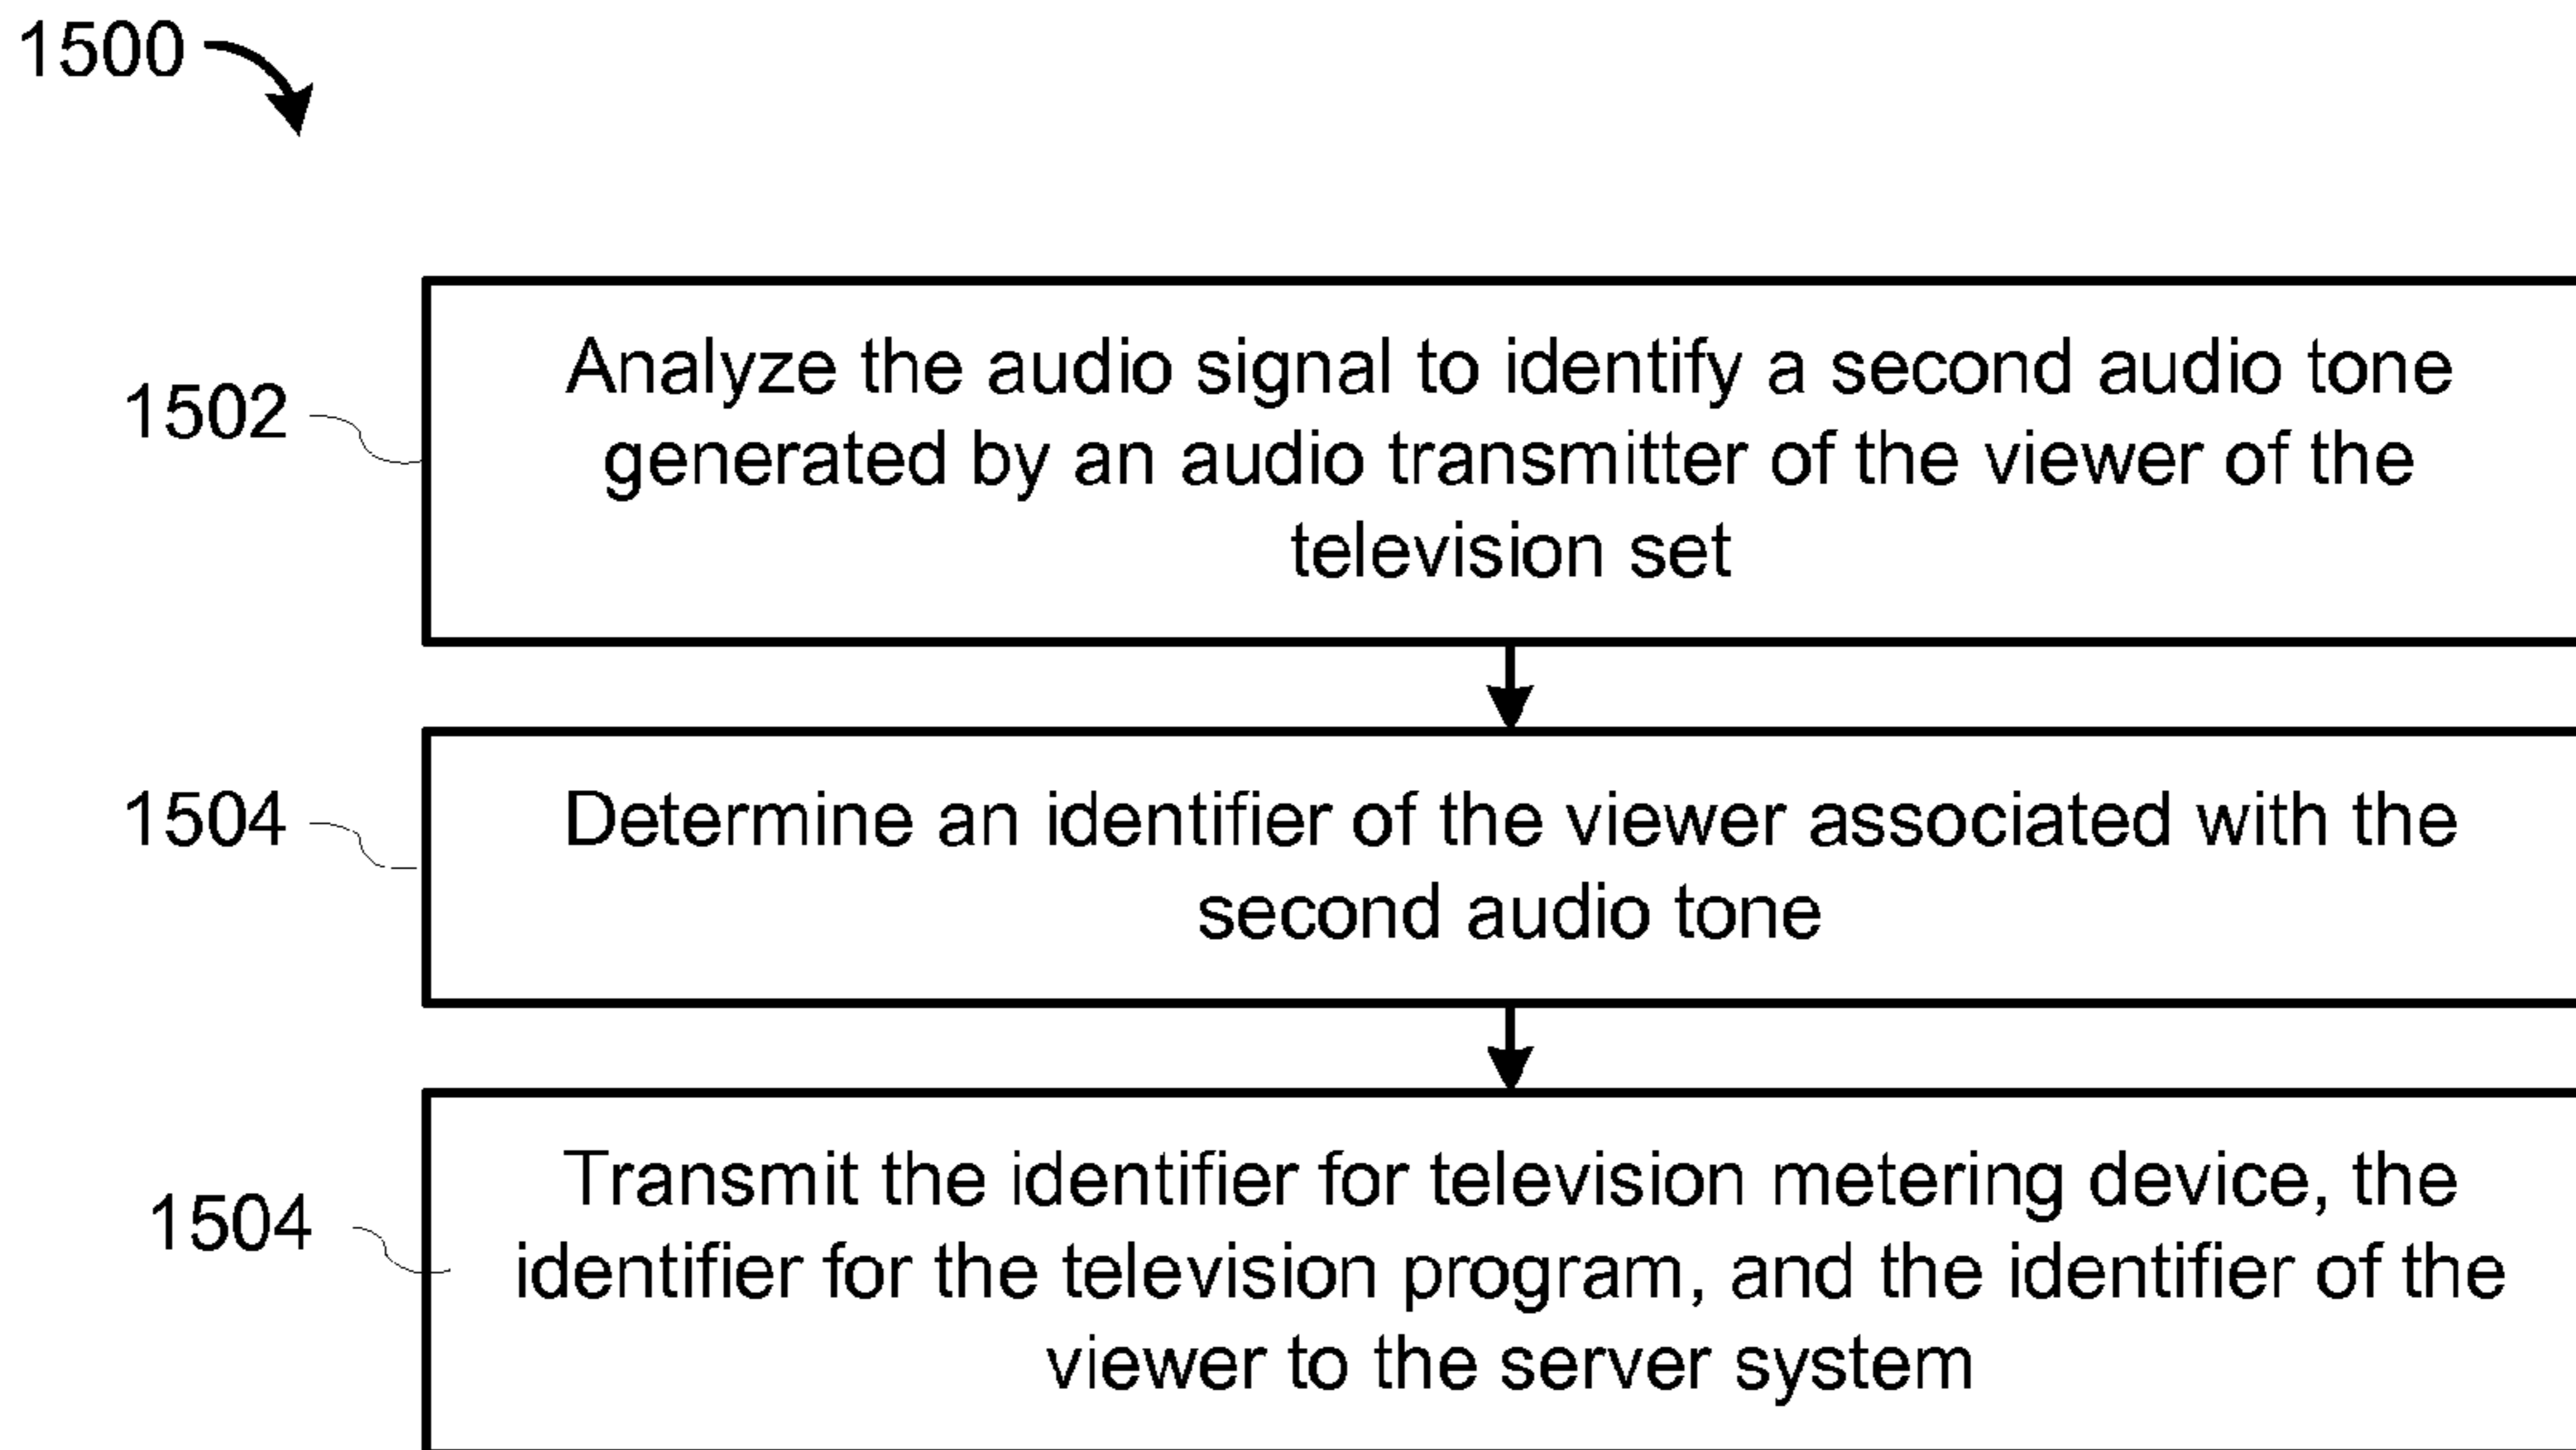 1500
1502
Analyze the audio signal to identify a second audio tone
generated by an audio transmitter of the viewer of the
television set
1504
Determine an identifier of the viewer associated with the
second audio tone
1504
Transmit the identifier for television metering device, the
identifier for the television program, and the identifier of the
viewer to the server system